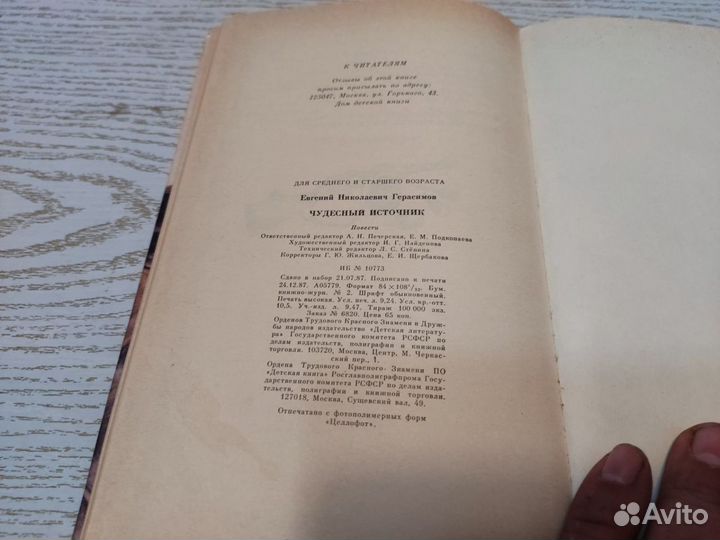 К ЧИТАТЕЛЯМ
Отзывы об этой книге
просим присылать по адресу:
125047, Москва, ул. Горького, 43.
Дом детской книги
ДЛЯ СРЕДНЕГО И СТАРШЕГО ВОЗРАСТА
Евгений Николаевич Герасимов
ЧУДЕСНЫЙ ИСТОЧНИК
Повести
Ответственный редактор А. И. Печерская, Е. М. Подкопаева
Художественный редактор И. Г. Найденова
Технический редактор Л. С. Стёпина
Корректоры Г. Ю. Жильцова, Е. И. Щербакова
ИБ № 10773
Сдано в набор 21.07.87. Подписано к печати
24.12.87. А05779. Формат 84×108¹/₃₂. Бум.
книжно-журн. № 2. Шрифт обыкновенный.
Печать высокая. Усл. печ. л. 9,24. Усл. кр.-отт.
10,5. Уч.-изд. л. 9,47. Тираж 100 000 экз.
Заказ № 6820. Цена 65 коп.
Орденов Трудового Красного Знамени и Друж-
бы народов издательство «Детская литерату-
ра» Государственного комитета РСФСР по
делам издательств, полиграфии и книжной
торговли. 103720, Москва, Центр, М. Черкас-
ский пер., 1.
Ордена Трудового Красного Знамени ПО
«Детская книга» Росглавполиграфпрома Госу-
дарственного комитета РСФСР по делам изда-
тельств, полиграфии и книжной торговли.
127018, Москва, Сущевский вал, 49.
Отпечатано с фотополимерных форм
«Целлофот».
Avito